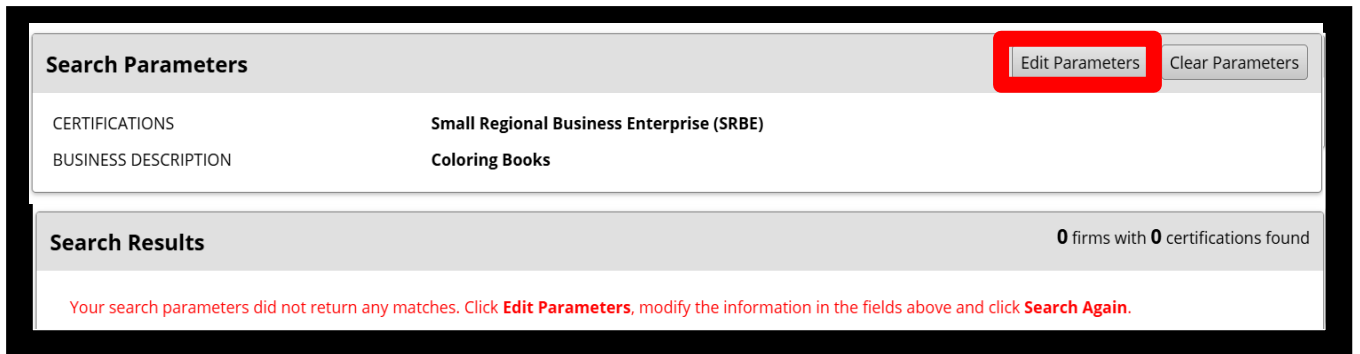 Search Parameters Edit Parameters Clear Parameters
CERTIFICATIONS Small Regional Business Enterprise (SRBE)
BUSINESS DESCRIPTION Coloring Books
Search Results 0 firms with 0 certifications found
Your search parameters did not return any matches. Click Edit Parameters, modify the information in the fields above and click Search Again.